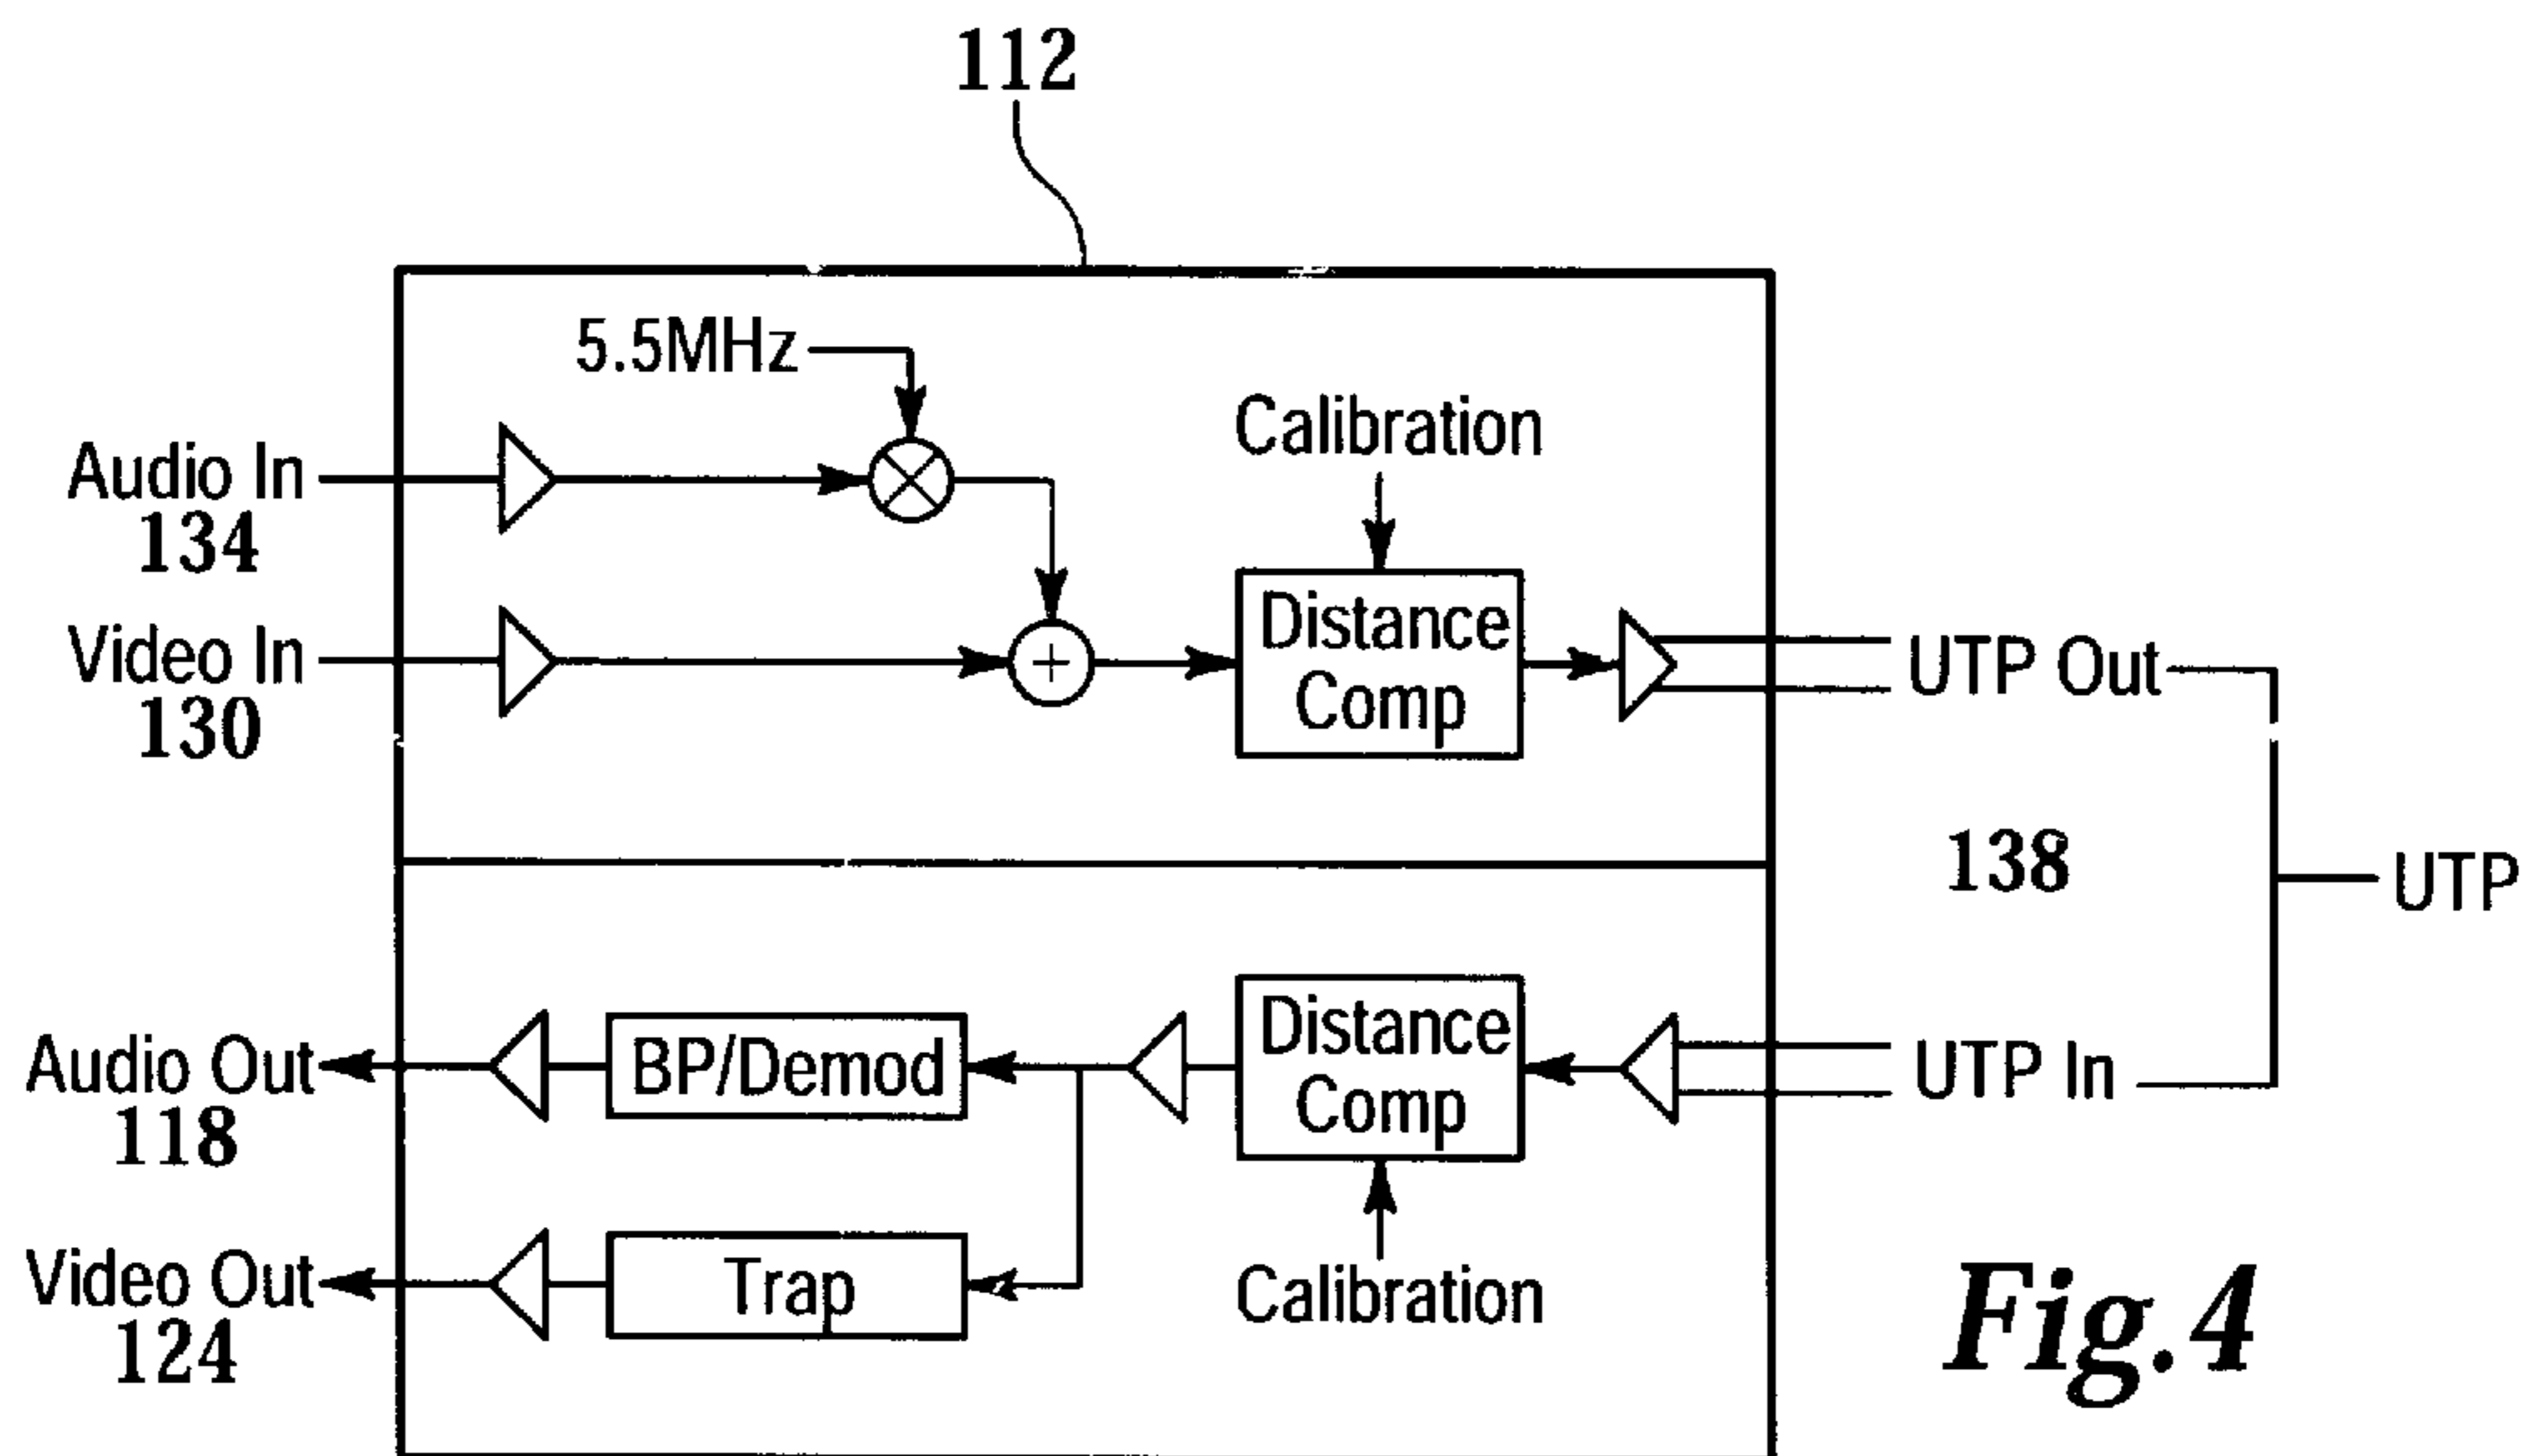 112
5.5MHz
Calibration
Audio In
134
Video In
130
Distance
Comp
UTP Out
138
UTP
Audio Out
118
BP/Demod
Distance
Comp
UTP In
Video Out
124
Trap
Calibration
Fig.4